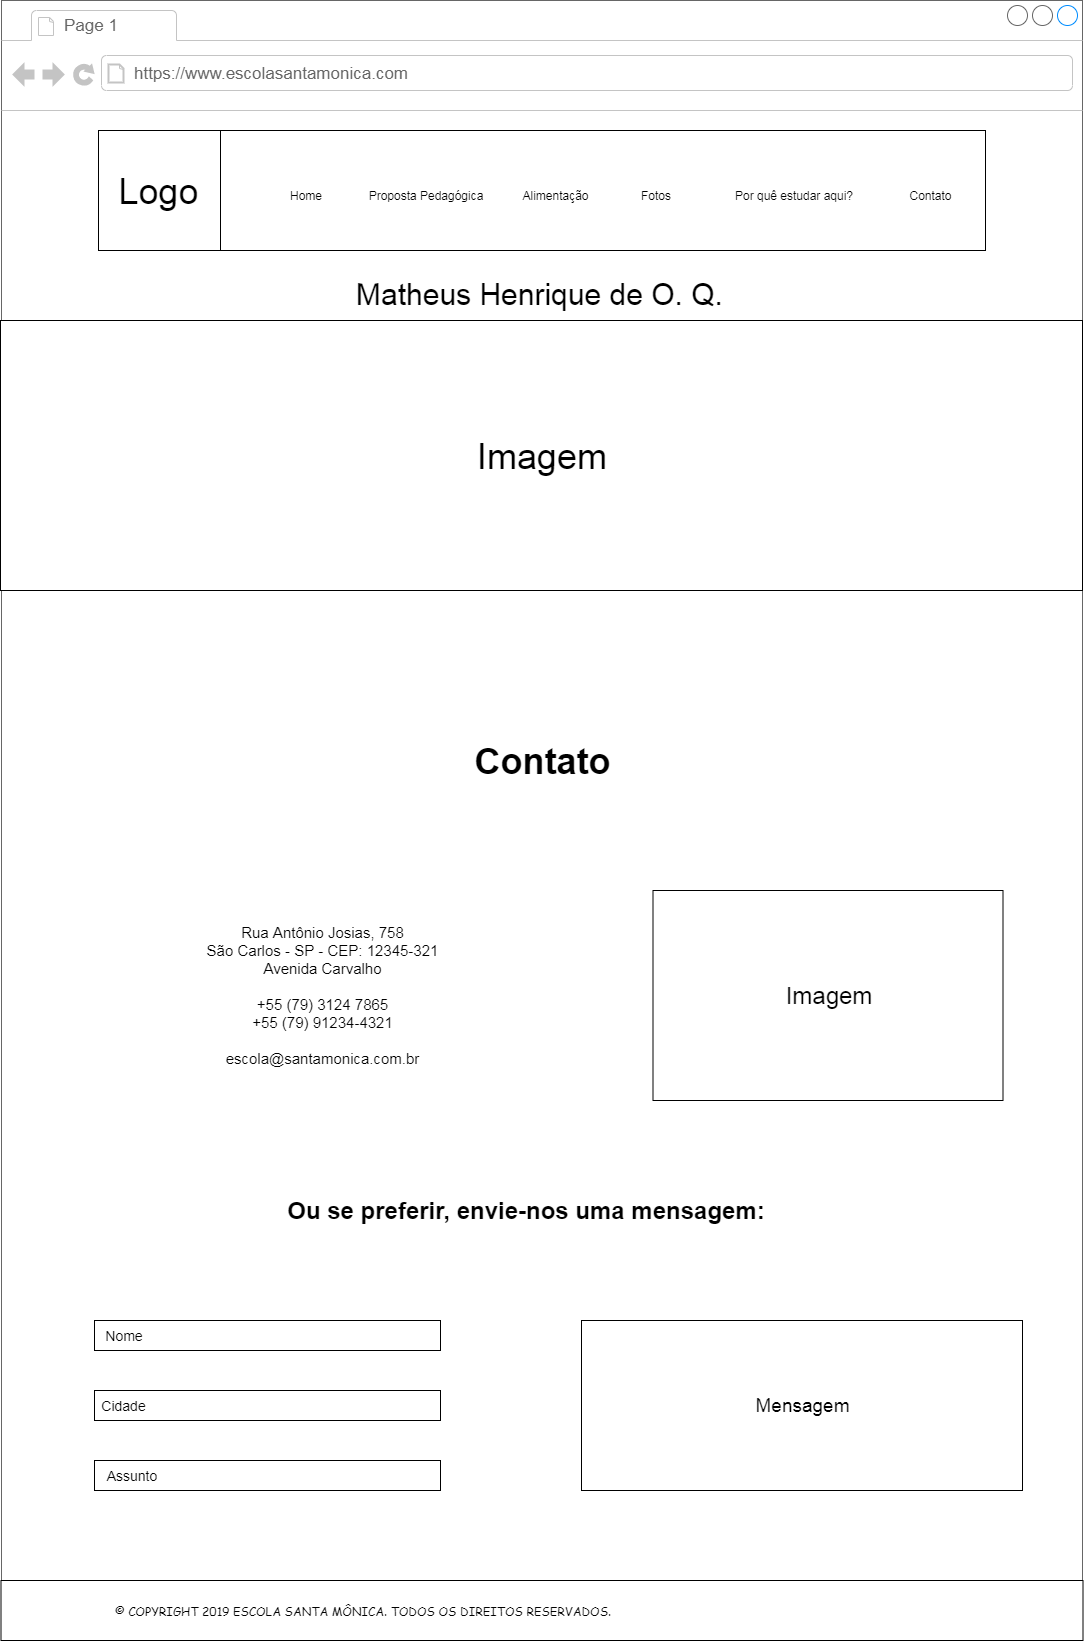 Page 1
https://www.escolasantamonica.com
Logo
Home Proposta Pedagógica Alimentação Fotos Por quê estudar aqui? Contato
Matheus Henrique de O. Q.
Imagem
Contato
Rua Antônio Josias, 758
São Carlos - SP - CEP: 12345-321
Avenida Carvalho
+55 (79) 3124 7865
+55 (79) 91234-4321
escola@santamonica.com.br
Imagem
Ou se preferir, envie-nos uma mensagem:
Nome
Cidade
Assunto
Mensagem
© COPYRIGHT 2019 ESCOLA SANTA MÔNICA. TODOS OS DIREITOS RESERVADOS.